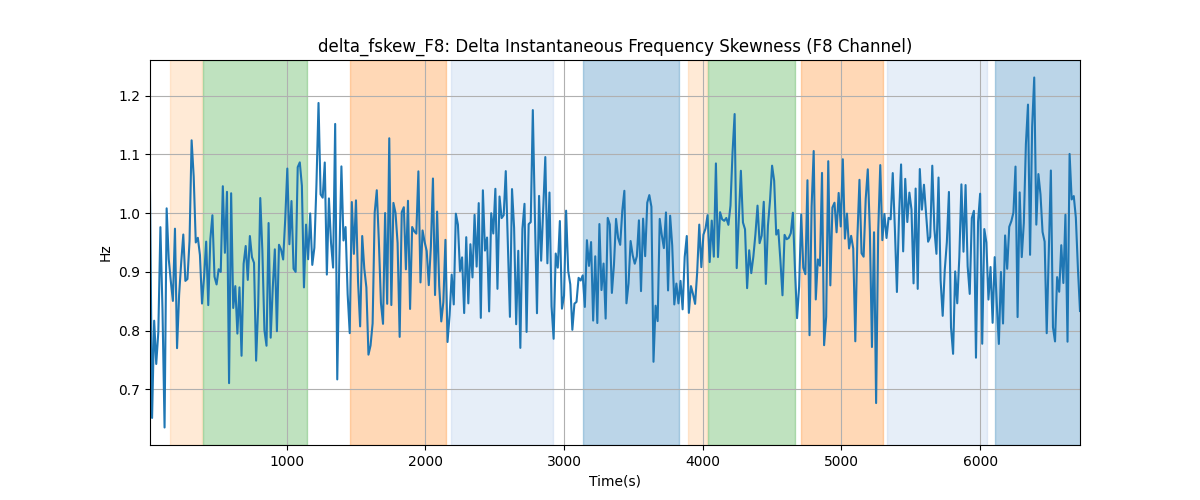 delta_fskew_F8: Delta Instantaneous Frequency Skewness (F8 Channel)
1.2
1.1
1.0
0.9
0.8
0.7
Hz
1000 2000 3000 4000 5000 6000
Time(s)